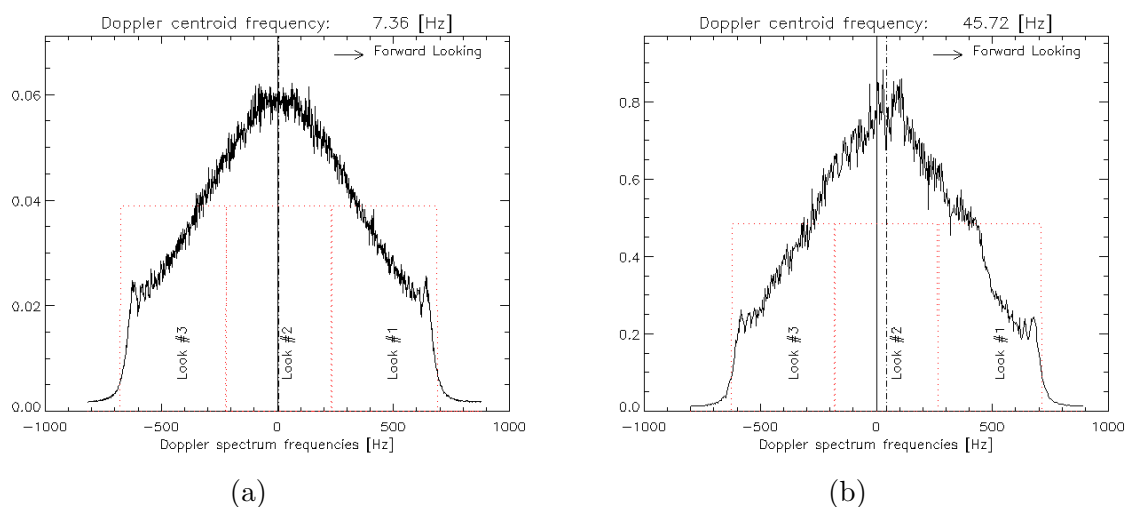 Doppler centroid frequency: 7.36 [Hz]
Forward Looking
0.06
0.04
0.02
0.00
Look #3
Look #2
Look #1
−1000 −500 0 500 1000
Doppler spectrum frequencies [Hz]
(a)
Doppler centroid frequency: 45.72 [Hz]
Forward Looking
0.8
0.6
0.4
0.2
0.0
Look #3
Look #2
Look #1
−1000 −500 0 500 1000
Doppler spectrum frequencies [Hz]
(b)